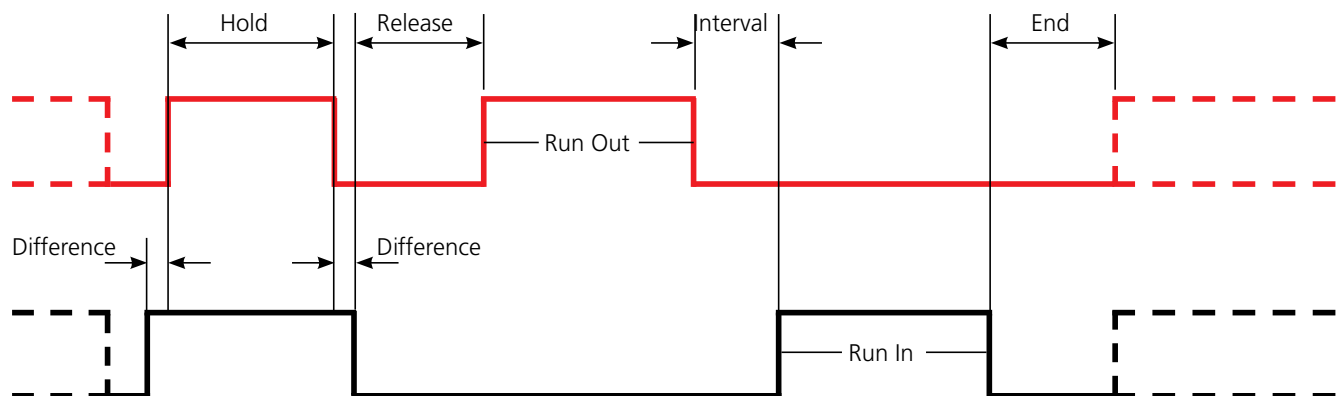 Hold
Release
Interval
End
Run Out
Difference
Difference
Run In